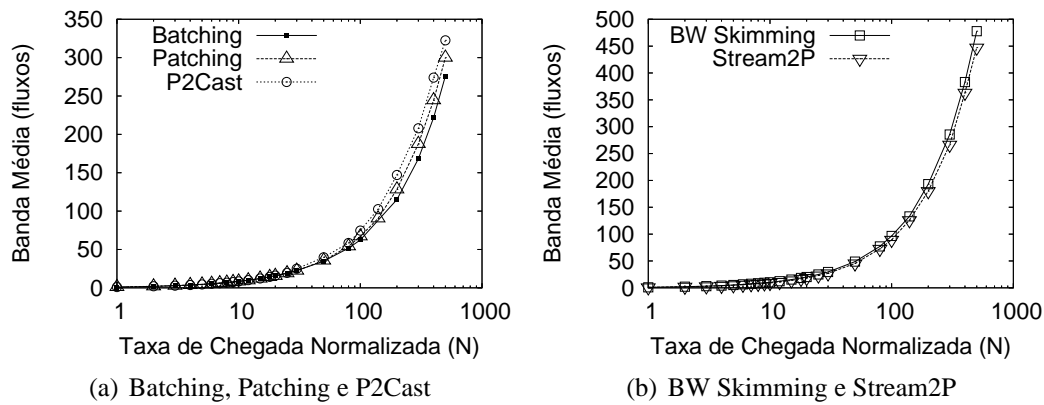 350
300
250
200
150
100
50
0
Banda Média (fluxos)
Batching
Patching
P2Cast
1 10 100 1000
Taxa de Chegada Normalizada (N)
(a) Batching, Patching e P2Cast
500
450
400
350
300
250
200
150
100
50
0
Banda Média (fluxos)
BW Skimming
Stream2P
1 10 100 1000
Taxa de Chegada Normalizada (N)
(b) BW Skimming e Stream2P